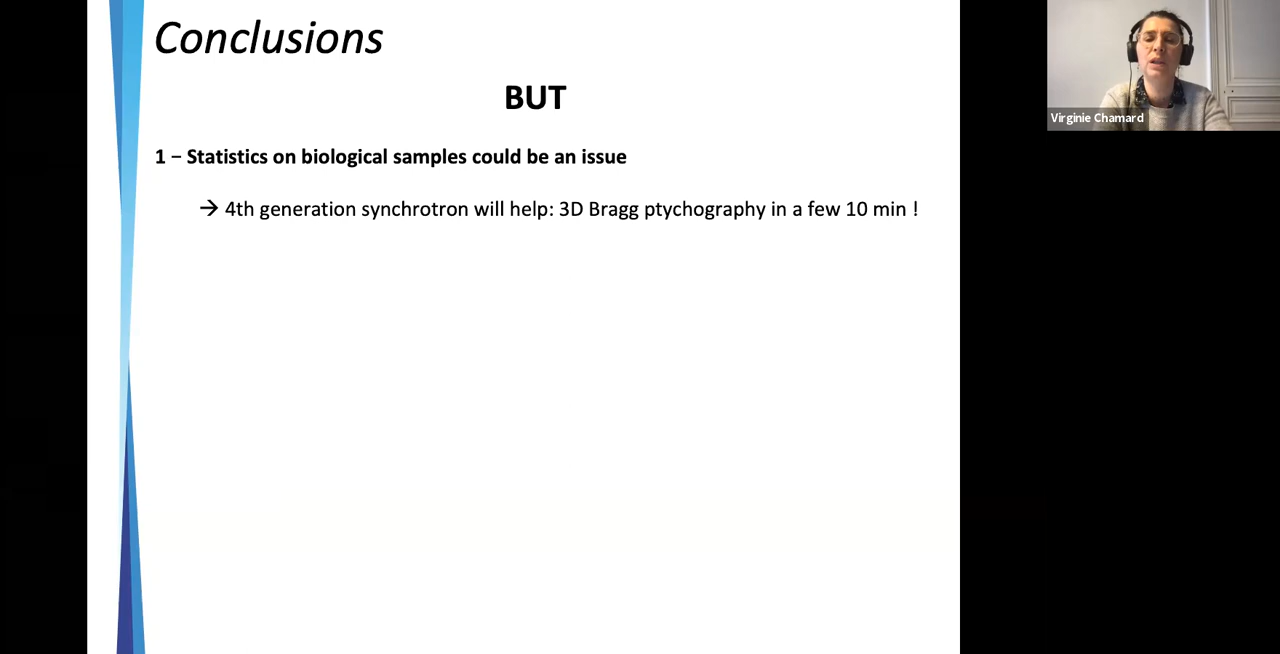 Conclusions
BUT
1 – Statistics on biological samples could be an issue
→ 4th generation synchrotron will help: 3D Bragg ptychography in a few 10 min !
Virginie Chamard